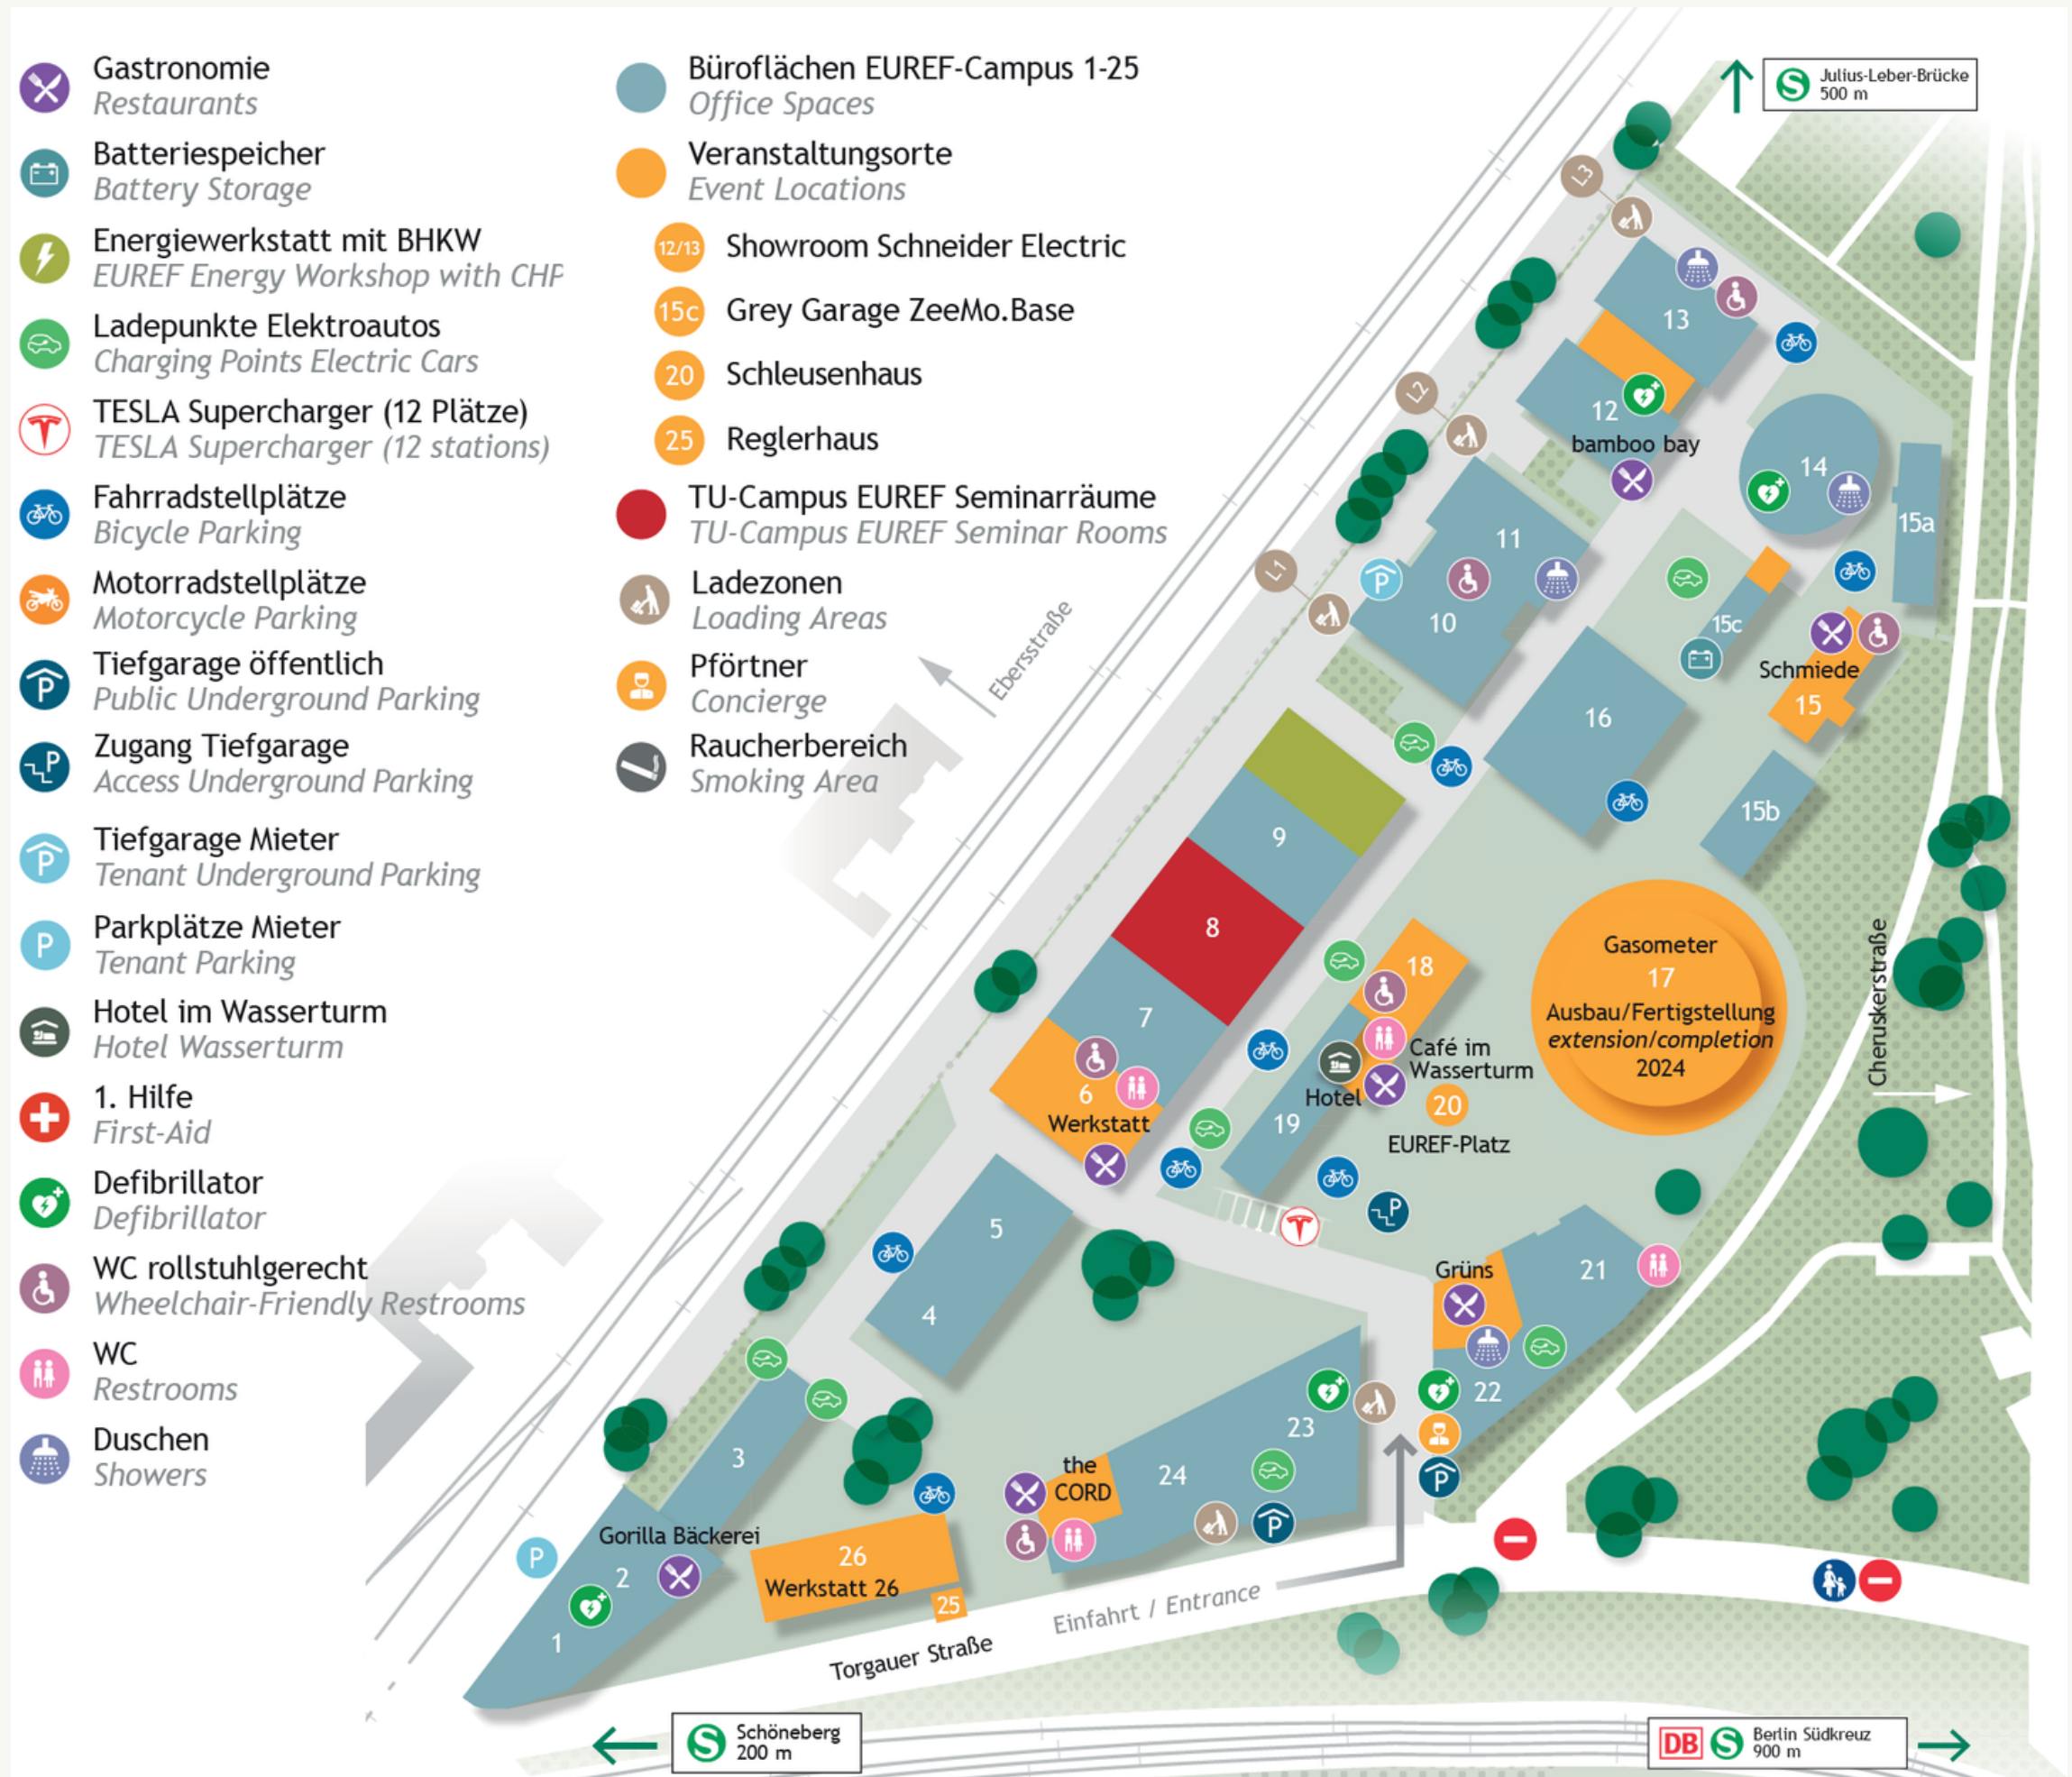 Gastronomie
Restaurants
Batteriespeicher
Battery Storage
Energiewerkstatt mit BHKW
EUREF Energy Workshop with CHP
Ladepunkte Elektroautos
Charging Points Electric Cars
TESLA Supercharger (12 Plätze)
TESLA Supercharger (12 stations)
Fahrradstellplätze
Bicycle Parking
Motorradstellplätze
Motorcycle Parking
P
Tiefgarage öffentlich
Public Underground Parking
P
Zugang Tiefgarage
Access Underground Parking
P
Tiefgarage Mieter
Tenant Underground Parking
P
Parkplätze Mieter
Tenant Parking
Hotel im Wasserturm
Hotel Wasserturm
1. Hilfe
First-Aid
Defibrillator
Defibrillator
WC rollstuhlgerecht
Wheelchair-Friendly Restrooms
WC
Restrooms
Duschen
Showers
Büroflächen EUREF-Campus 1-25
Office Spaces
Veranstaltungsorte
Event Locations
12/13 Showroom Schneider Electric
15c Grey Garage ZeeMo.Base
20 Schleusenhaus
25 Reglerhaus
TU-Campus EUREF Seminarräume
TU-Campus EUREF Seminar Rooms
Ladezonen
Loading Areas
Pförtner
Concierge
Raucherbereich
Smoking Area
S Julius-Leber-Brücke
500 m
L3
13
L2
12
bamboo bay
14
15a
11
L1
P
10
15c
Schmiede
15
Ebersstraße
16
15b
9
8
18
Gasometer
17
Ausbau/Fertigstellung
extension/completion
2024
Cheruskerstraße
7
Café im
Wasserturm
Hotel
20
6
Werkstatt
19
EUREF-Platz
P
5
4
Grüns
21
22
23
P
3
the
CORD
24
P
Gorilla Bäckerei
P
2
26
Werkstatt 26
25
1
Einfahrt / Entrance
Torgauer Straße
S Schöneberg
200 m
DB S Berlin Südkreuz
900 m